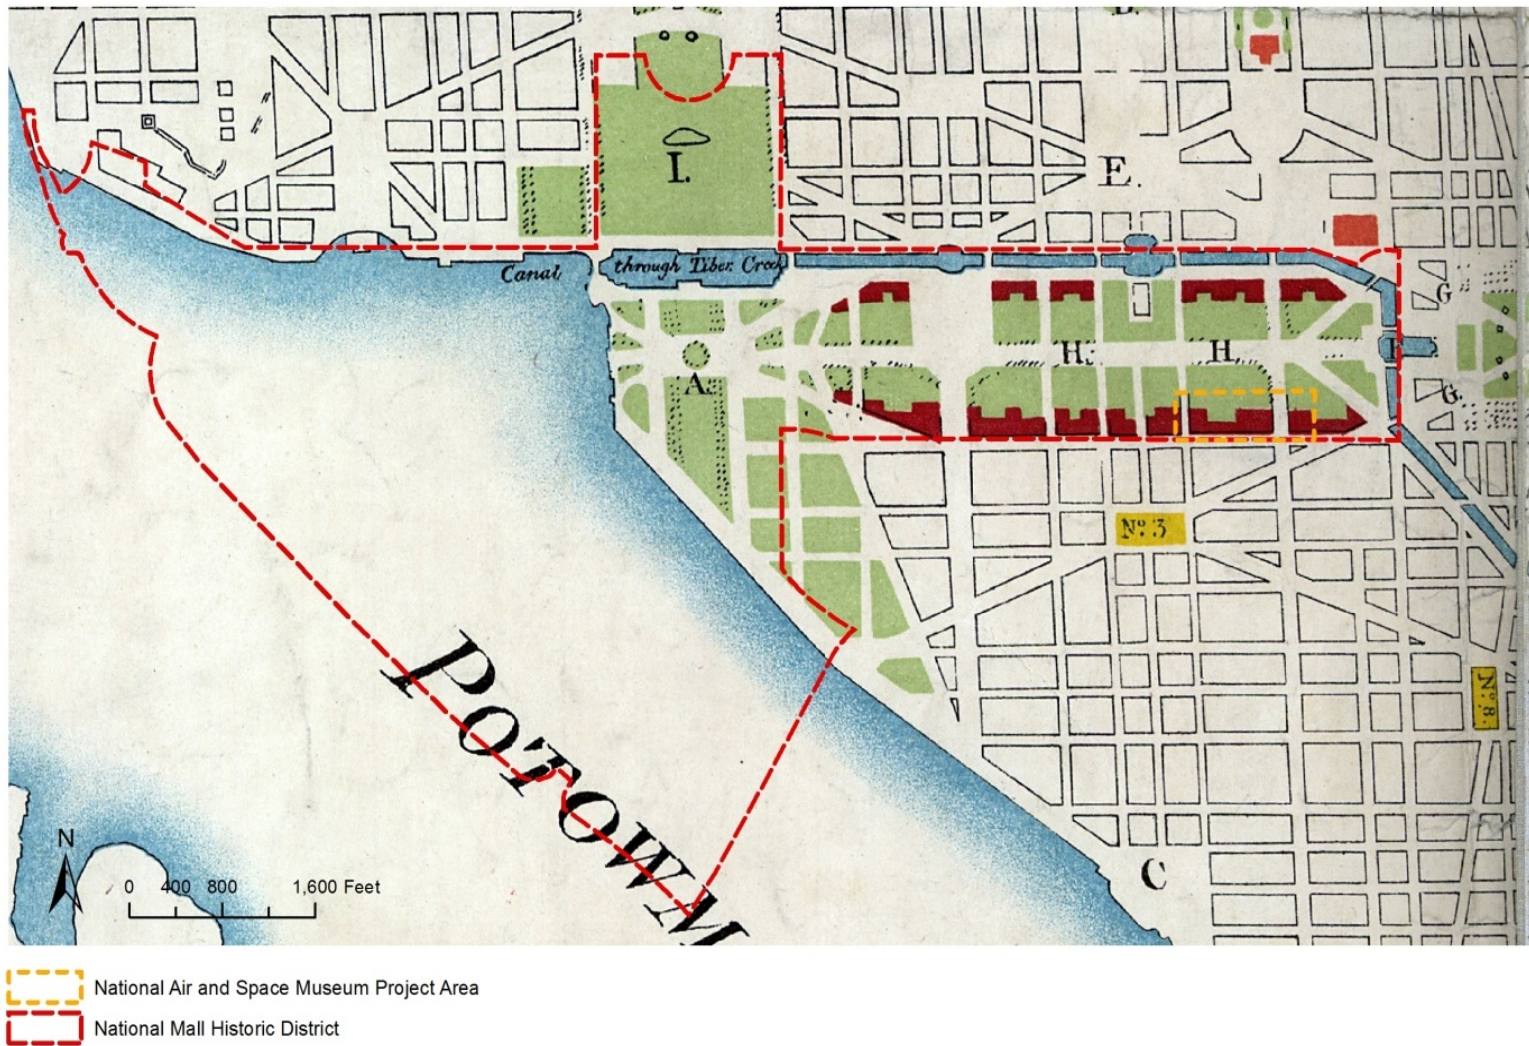 I.
E.
Canal through Tiber Creek
G
H. H.
A.
G.
Nº. 3
POTOWM
Nº. 8.
C
N
0 400 800 1,600 Feet
National Air and Space Museum Project Area
National Mall Historic District